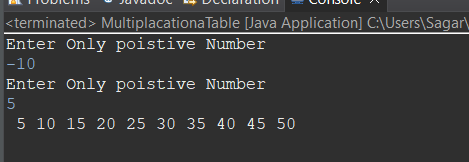 Problems Javadoc Declaration Console
<terminated> MultiplacationaTable [Java Application] C:\Users\Sagar\
Enter Only poistive Number
-10
Enter Only poistive Number
5
5 10 15 20 25 30 35 40 45 50